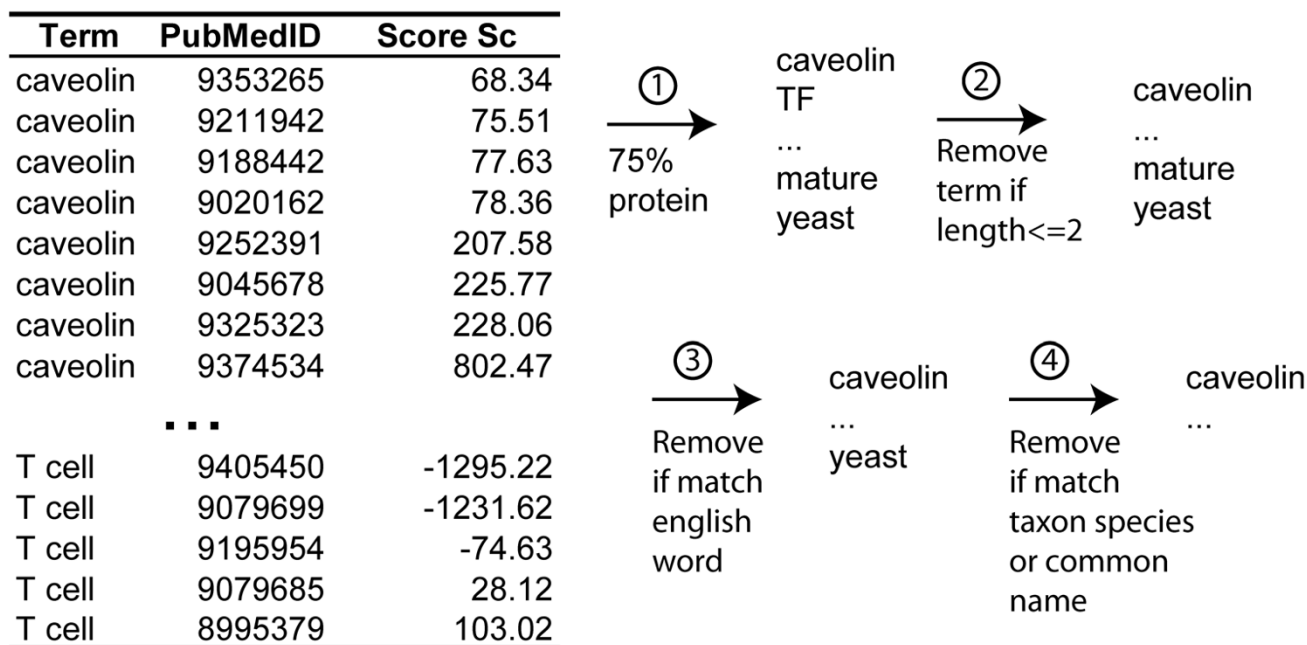 Term PubMedID Score Sc
caveolin 9353265 68.34
caveolin 9211942 75.51
caveolin 9188442 77.63
caveolin 9020162 78.36
caveolin 9252391 207.58
caveolin 9045678 225.77
caveolin 9325323 228.06
caveolin 9374534 802.47
...
T cell 9405450 -1295.22
T cell 9079699 -1231.62
T cell 9195954 -74.63
T cell 9079685 28.12
T cell 8995379 103.02
1
75%
protein
caveolin
TF
...
mature
yeast
2
Remove
term if
length<=2
caveolin
...
mature
yeast
3
Remove
if match
english
word
caveolin
...
yeast
4
Remove
if match
taxon species
or common
name
caveolin
...